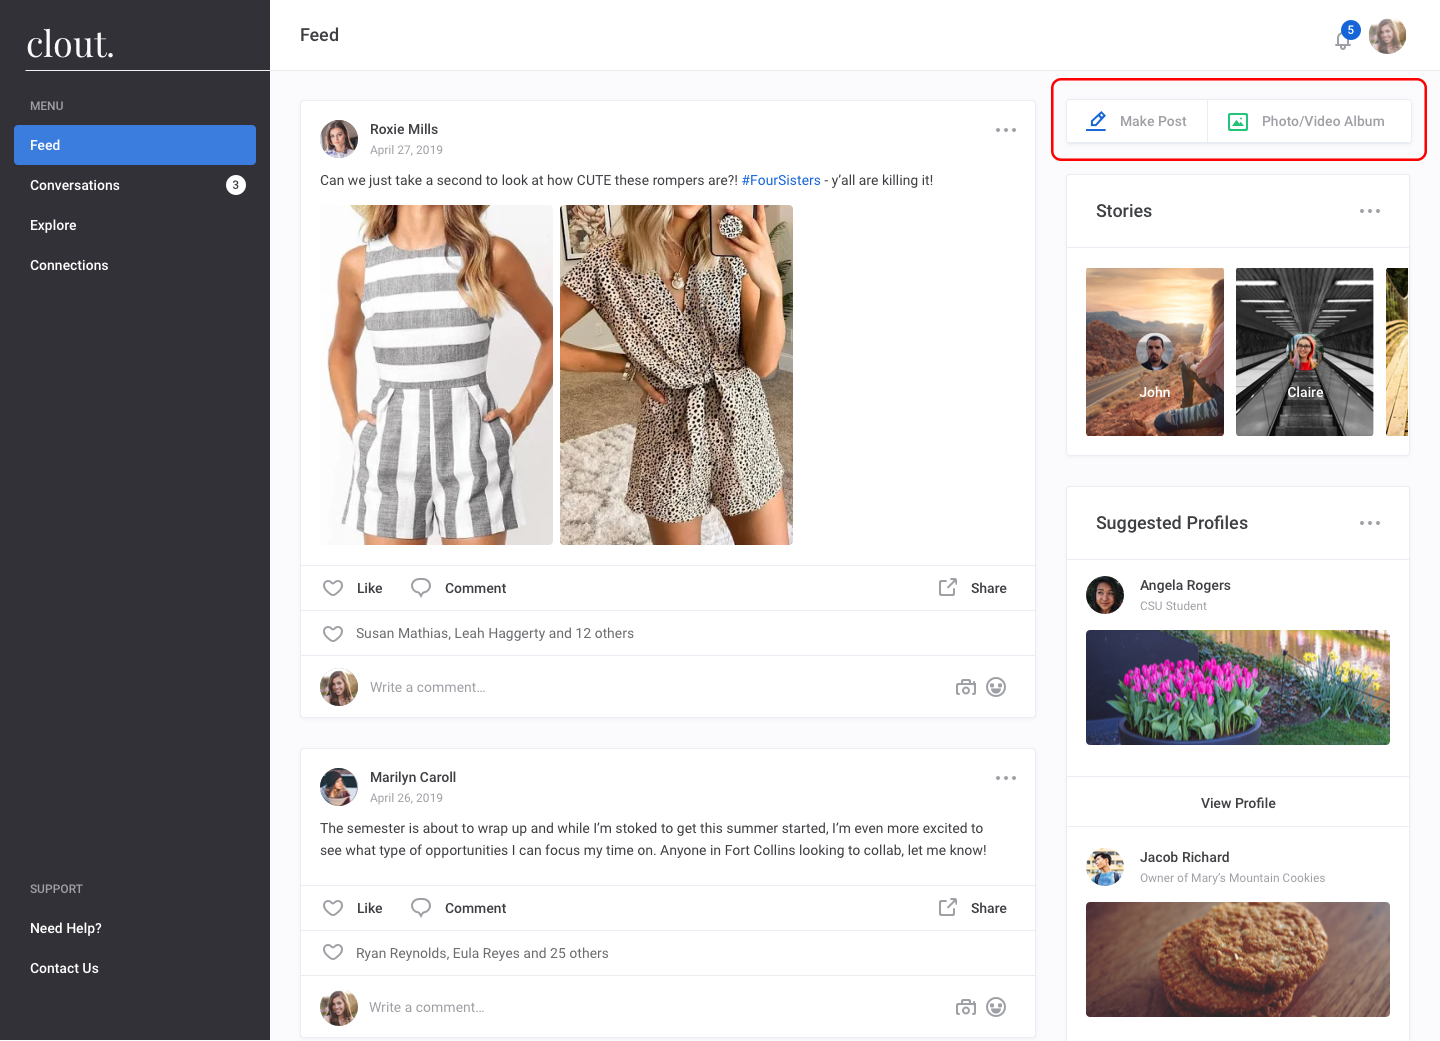 clout.
MENU
Feed
Conversations
3
Explore
Connections
SUPPORT
Need Help?
Contact Us
Feed
5
Roxie Mills
April 27, 2019
Can we just take a second to look at how CUTE these rompers are?! #FourSisters - y’all are killing it!
Like
Comment
Share
Susan Mathias, Leah Haggerty and 12 others
Write a comment...
Marilyn Caroll
April 26, 2019
The semester is about to wrap up and while I’m stoked to get this summer started, I’m even more excited to
see what type of opportunities I can focus my time on. Anyone in Fort Collins looking to collab, let me know!
Like
Comment
Share
Ryan Reynolds, Eula Reyes and 25 others
Write a comment...
Make Post
Photo/Video Album
Stories
John
Claire
Suggested Profiles
Angela Rogers
CSU Student
View Profile
Jacob Richard
Owner of Mary’s Mountain Cookies